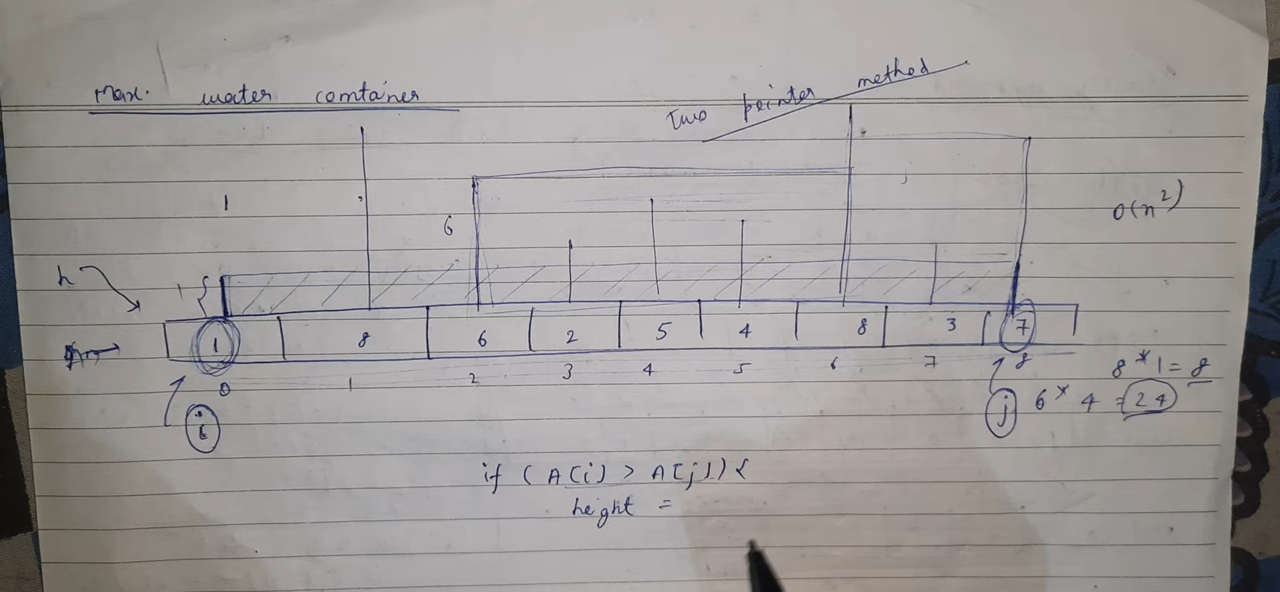 Max. water container
Two pointer method
1
6
O(n²)
h
1
1 8 6 2 5 4 8 3 7
0 1 2 3 4 5 6 7 8
i
j
8 * 1 = 8
6 * 4 = 24
if ( A[i] > A[j] ) {
height =